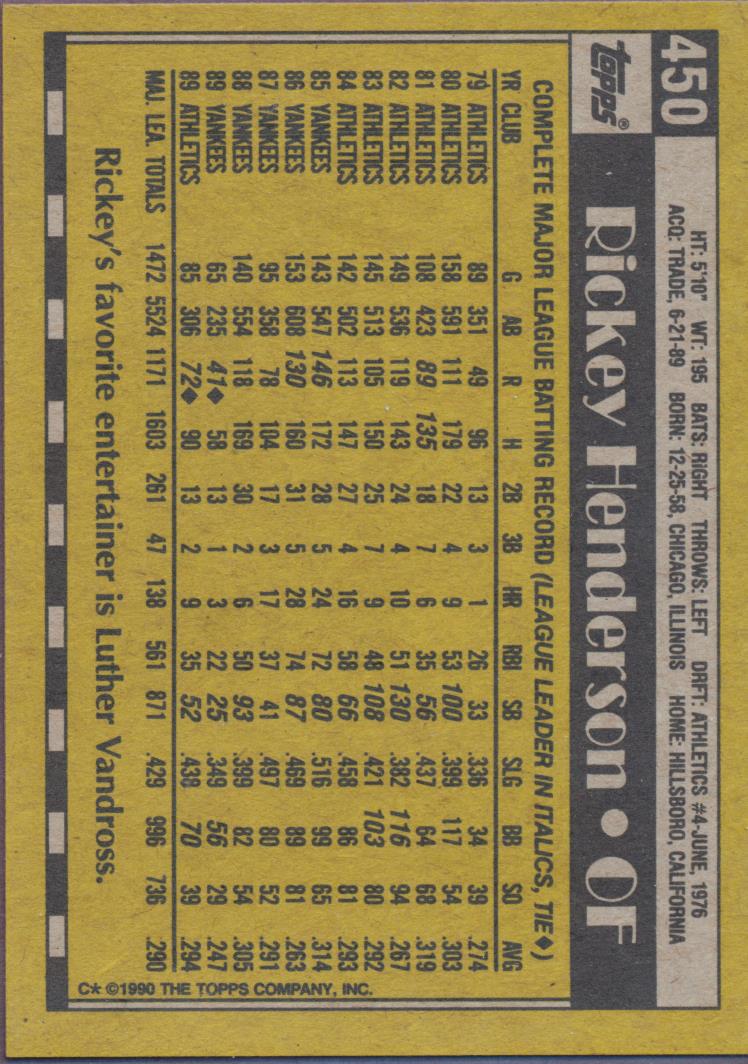 450
HT: 5'10" WT: 195 BATS: RIGHT THROWS: LEFT DRFT: ATHLETICS #4-JUNE, 1976
ACQ: TRADE, 6-21-89 BORN: 12-25-58, CHICAGO, ILLINOIS HOME: HILLSBORO, CALIFORNIA
topps®
Rickey Henderson • OF
COMPLETE MAJOR LEAGUE BATTING RECORD (LEAGUE LEADER IN ITALICS, TIE♦)
YR CLUB G AB R H 2B 3B HR RBI SB SLG BB SO AVG
79 ATHLETICS 89 351 49 96 13 3 1 26 33 .336 34 39 .274
80 ATHLETICS 158 591 111 179 22 4 9 53 100 .399 117 54 .303
81 ATHLETICS 108 423 89 135 18 7 6 35 56 .437 64 68 .319
82 ATHLETICS 149 536 119 143 24 4 10 51 130 .382 116 94 .267
83 ATHLETICS 145 513 105 150 25 7 9 48 108 .421 103 80 .292
84 ATHLETICS 142 502 113 147 27 4 16 58 66 .458 86 81 .293
85 YANKEES 143 547 146 172 28 5 24 72 80 .516 99 65 .314
86 YANKEES 153 608 130 160 31 5 28 74 87 .469 89 81 .263
87 YANKEES 95 358 78 104 17 3 17 37 41 .497 80 52 .291
88 YANKEES 140 554 118 169 30 2 6 50 93 .399 82 54 .305
89 YANKEES 65 235 41♦ 58 13 1 3 22 25 .349 56 29 .247
89 ATHLETICS 85 306 72♦ 90 13 2 9 35 52 .438 70 39 .294
MAJ. LEA. TOTALS 1472 5524 1171 1603 261 47 138 561 871 .429 996 736 .290
Rickey's favorite entertainer is Luther Vandross.
C* ©1990 THE TOPPS COMPANY, INC.